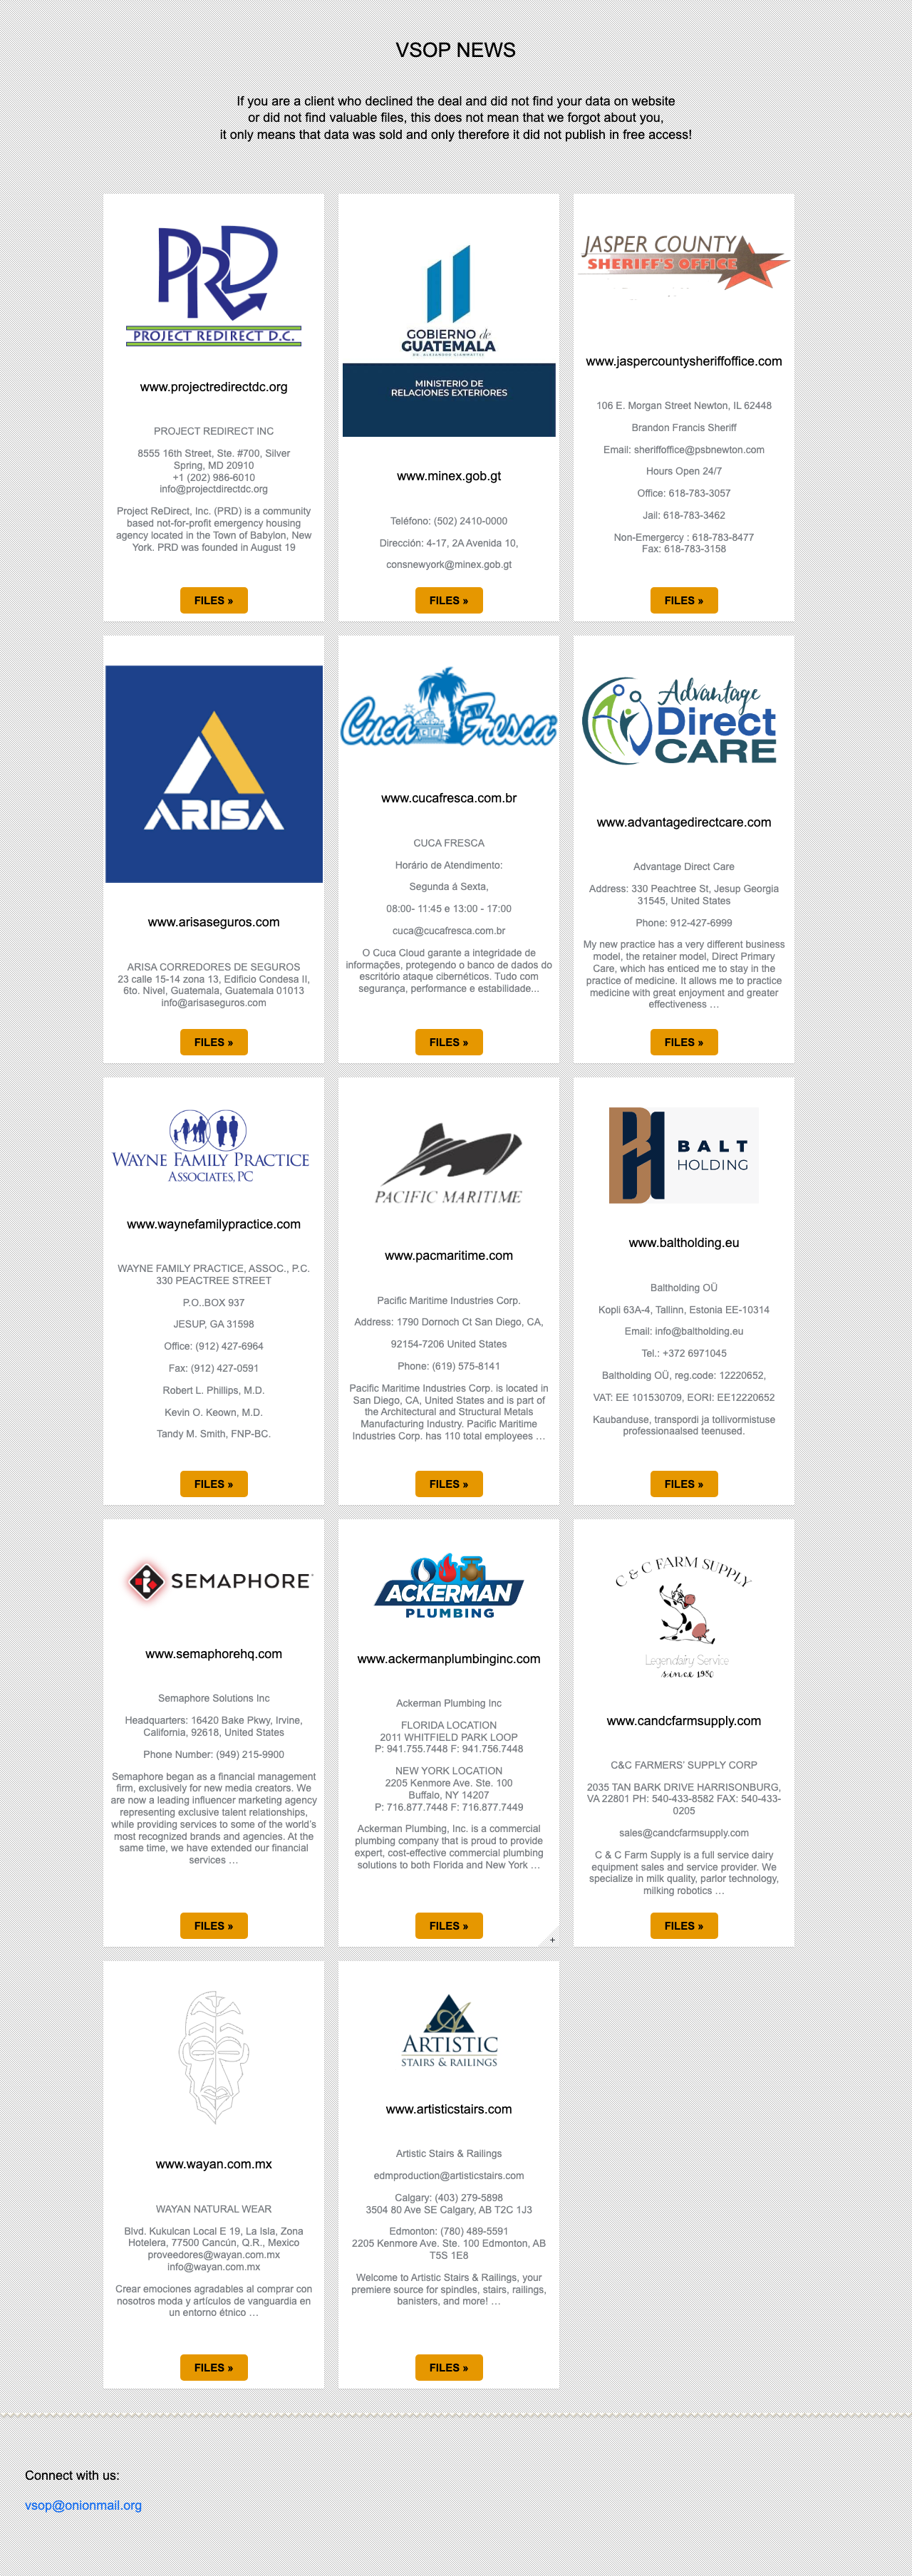 VSOP NEWS
If you are a client who declined the deal and did not find your data on website
or did not find valuable files, this does not mean that we forgot about you,
it only means that data was sold and only therefore it did not publish in free access!
PRD
PROJECT REDIRECT D.C.
www.projectredirectdc.org
PROJECT REDIRECT INC
8555 16th Street, Ste. #700, Silver
Spring, MD 20910
+1 (202) 986-6010
info@projectdirectdc.org
Project ReDirect, Inc. (PRD) is a community
based not-for-profit emergency housing
agency located in the Town of Babylon, New
York. PRD was founded in August 19
FILES »
GOBIERNO de
GUATEMALA
DR. ALEJANDRO GIAMMATTEI
MINISTERIO DE
RELACIONES EXTERIORES
www.minex.gob.gt
Teléfono: (502) 2410-0000
Dirección: 4-17, 2A Avenida 10,
consnewyork@minex.gob.gt
FILES »
JASPER COUNTY
SHERIFF'S OFFICE
www.jaspercountysheriffoffice.com
106 E. Morgan Street Newton, IL 62448
Brandon Francis Sheriff
Email: sheriffoffice@psbnewton.com
Hours Open 24/7
Office: 618-783-3057
Jail: 618-783-3462
Non-Emergency : 618-783-8477
Fax: 618-783-3158
FILES »
ARISA
www.arisaseguros.com
ARISA CORREDORES DE SEGUROS
23 calle 15-14 zona 13, Edificio Condesa II,
6to. Nivel, Guatemala, Guatemala 01013
info@arisaseguros.com
FILES »
Cuca Fresca
www.cucafresca.com.br
CUCA FRESCA
Horário de Atendimento:
Segunda á Sexta,
08:00- 11:45 e 13:00 - 17:00
cuca@cucafresca.com.br
O Cuca Cloud garante a integridade de
informações, protegendo o banco de dados do
escritório ataque cibernéticos. Tudo com
segurança, performance e estabilidade...
FILES »
Advantage
Direct
CARE
www.advantagedirectcare.com
Advantage Direct Care
Address: 330 Peachtree St, Jesup Georgia
31545, United States
Phone: 912-427-6999
My new practice has a very different business
model, the retainer model, Direct Primary
Care, which has enticed me to stay in the
practice of medicine. It allows me to practice
medicine with great enjoyment and greater
effectiveness …
FILES »
WAYNE FAMILY PRACTICE
ASSOCIATES, PC
www.waynefamilypractice.com
WAYNE FAMILY PRACTICE, ASSOC., P.C.
330 PEACTREE STREET
P.O..BOX 937
JESUP, GA 31598
Office: (912) 427-6964
Fax: (912) 427-0591
Robert L. Phillips, M.D.
Kevin O. Keown, M.D.
Tandy M. Smith, FNP-BC.
FILES »
PACIFIC MARITIME
www.pacmaritime.com
Pacific Maritime Industries Corp.
Address: 1790 Dornoch Ct San Diego, CA,
92154-7206 United States
Phone: (619) 575-8141
Pacific Maritime Industries Corp. is located in
San Diego, CA, United States and is part of
the Architectural and Structural Metals
Manufacturing Industry. Pacific Maritime
Industries Corp. has 110 total employees …
FILES »
BALT
HOLDING
www.baltholding.eu
Baltholding OÜ
Kopli 63A-4, Tallinn, Estonia EE-10314
Email: info@baltholding.eu
Tel.: +372 6971045
Baltholding OÜ, reg.code: 12220652,
VAT: EE 101530709, EORI: EE12220652
Kaubanduse, transpordi ja tollivormistuse
professionaalsed teenused.
FILES »
SEMAPHORE
www.semaphorehq.com
Semaphore Solutions Inc
Headquarters: 16420 Bake Pkwy, Irvine,
California, 92618, United States
Phone Number: (949) 215-9900
Semaphore began as a financial management
firm, exclusively for new media creators. We
are now a leading influencer marketing agency
representing exclusive talent relationships,
while providing services to some of the world's
most recognized brands and agencies. At the
same time, we have extended our financial
services …
FILES »
ACKERMAN
PLUMBING
www.ackermanplumbinginc.com
Ackerman Plumbing Inc
FLORIDA LOCATION
2011 WHITFIELD PARK LOOP
P: 941.755.7448 F: 941.756.7448
NEW YORK LOCATION
2205 Kenmore Ave. Ste. 100
Buffalo, NY 14207
P: 716.877.7448 F: 716.877.7449
Ackerman Plumbing, Inc. is a commercial
plumbing company that is proud to provide
expert, cost-effective commercial plumbing
solutions to both Florida and New York …
FILES »
+
C & C FARM SUPPLY
Legendairy Service
since 1980
www.candcfarmsupply.com
C&C FARMERS' SUPPLY CORP
2035 TAN BARK DRIVE HARRISONBURG,
VA 22801 PH: 540-433-8582 FAX: 540-433-
0205
sales@candcfarmsupply.com
C & C Farm Supply is a full service dairy
equipment sales and service provider. We
specialize in milk quality, parlor technology,
milking robotics …
FILES »
www.wayan.com.mx
WAYAN NATURAL WEAR
Blvd. Kukulcan Local E 19, La Isla, Zona
Hotelera, 77500 Cancún, Q.R., Mexico
proveedores@wayan.com.mx
info@wayan.com.mx
Crear emociones agradables al comprar con
nosotros moda y artículos de vanguardia en
un entorno étnico …
FILES »
A
ARTISTIC
STAIRS & RAILINGS
www.artisticstairs.com
Artistic Stairs & Railings
edmproduction@artisticstairs.com
Calgary: (403) 279-5898
3504 80 Ave SE Calgary, AB T2C 1J3
Edmonton: (780) 489-5591
2205 Kenmore Ave. Ste. 100 Edmonton, AB
T5S 1E8
Welcome to Artistic Stairs & Railings, your
premiere source for spindles, stairs, railings,
banisters, and more! …
FILES »
Connect with us:
vsop@onionmail.org